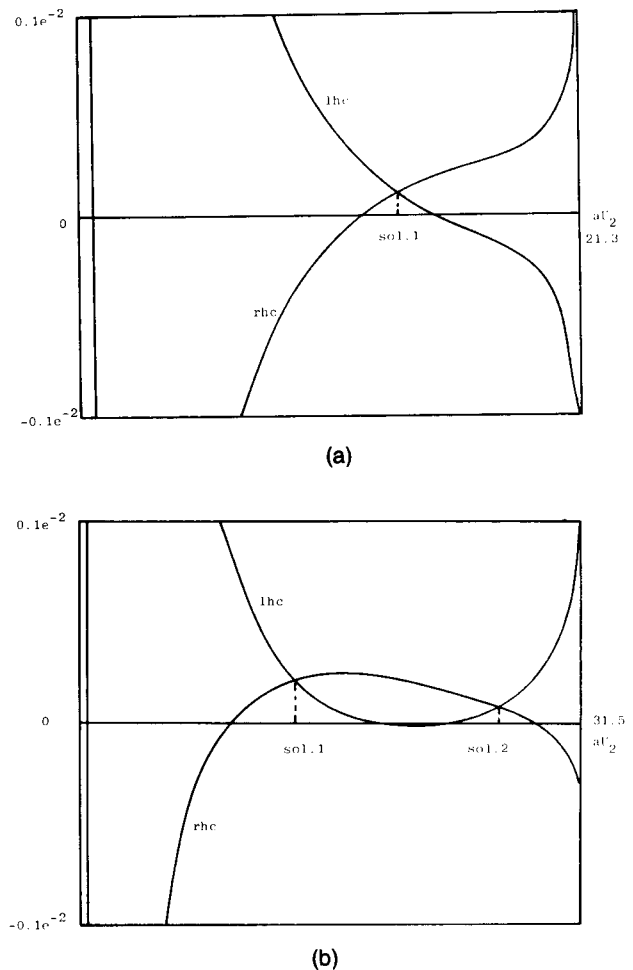 0.1e-2
lhc
0
sol.1
aU2
21.3
rhc
-0.1e-2
(a)
0.1e-2
lhc
0
31.5
sol.1
sol.2
aU2
rhc
-0.1e-2
(b)